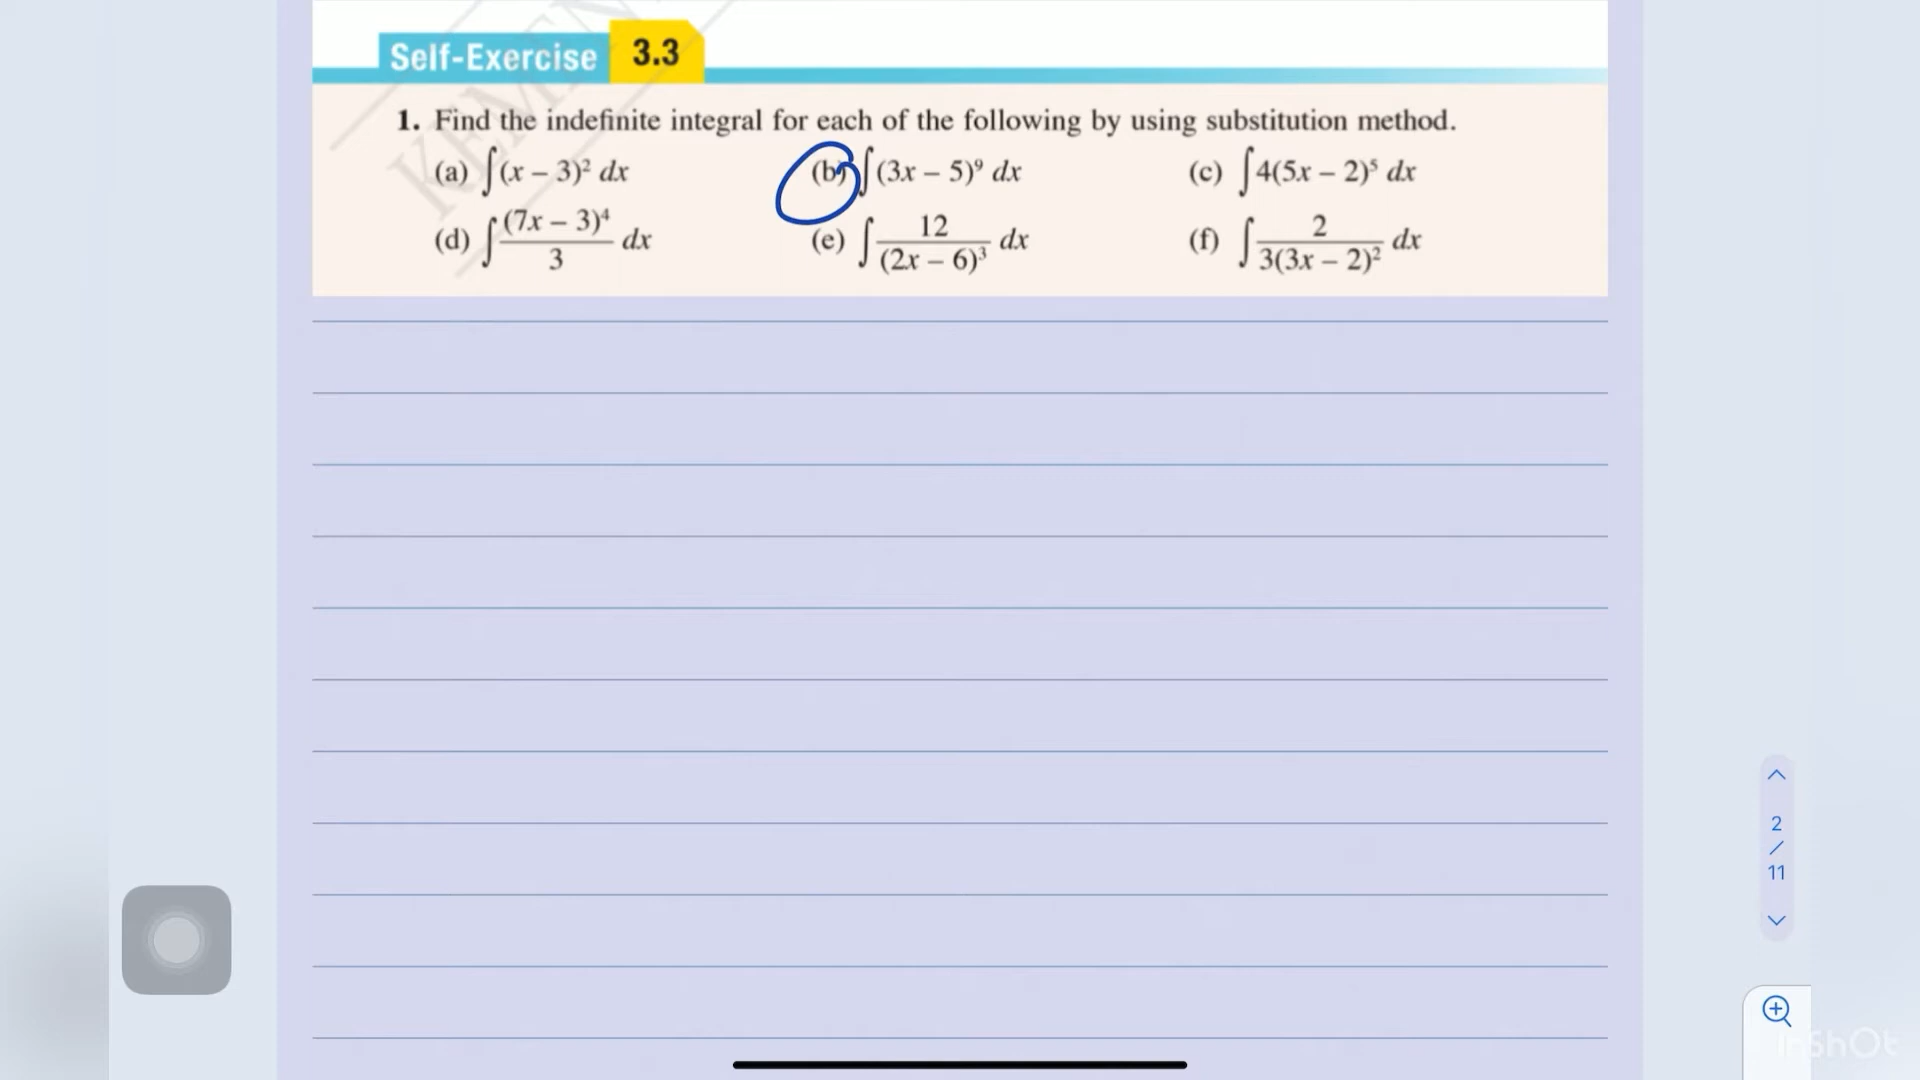 Self-Exercise 3.3
1. Find the indefinite integral for each of the following by using substitution method.
(a) ∫(x – 3)² dx (b) ∫(3x – 5)⁹ dx (c) ∫4(5x – 2)⁵ dx
(d) ∫(7x – 3)⁴/3 dx (e) ∫12/(2x – 6)³ dx (f) ∫2/3(3x – 2)² dx
2
/
11
InShOt